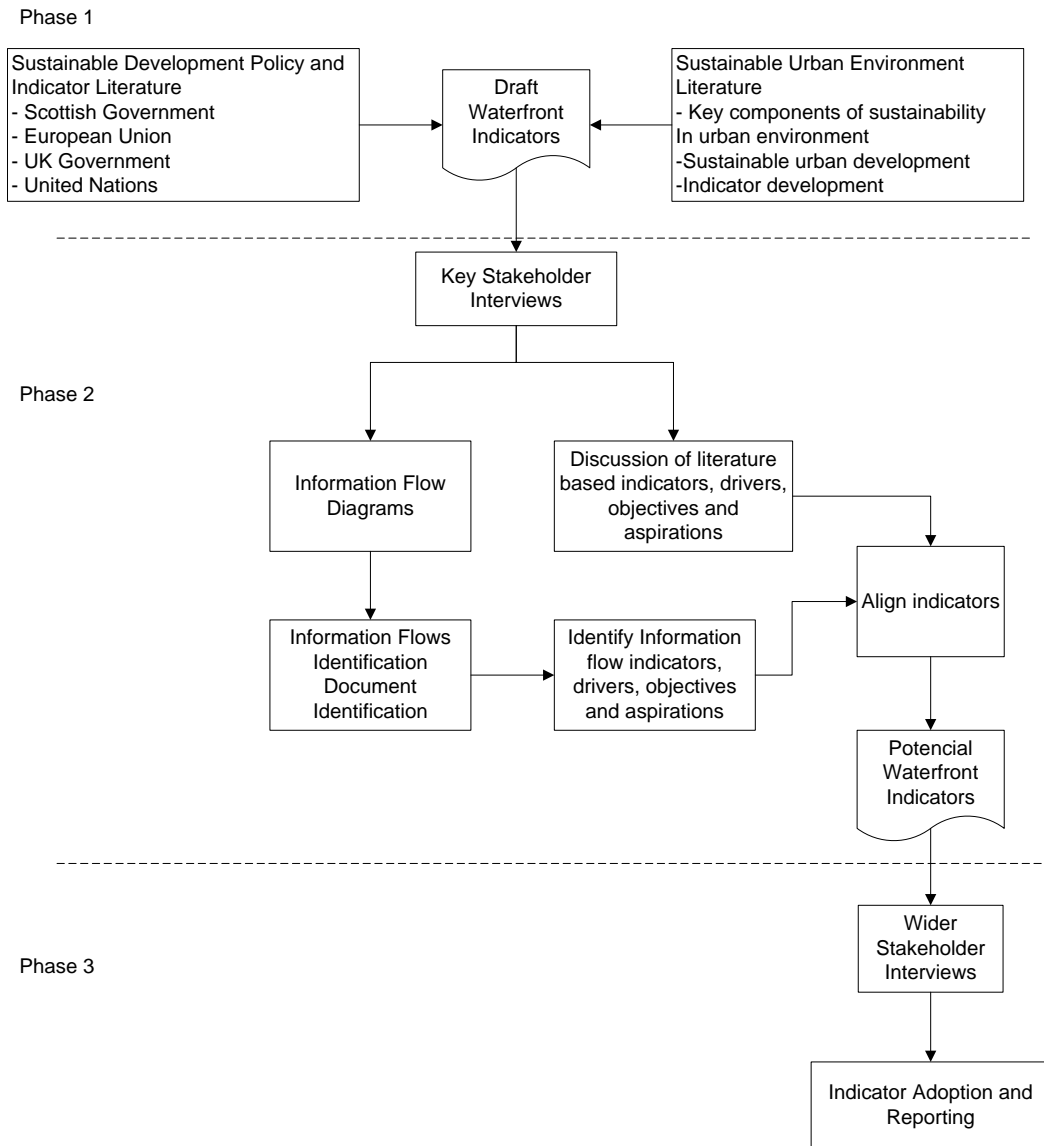 Phase 1
Sustainable Development Policy and
Indicator Literature
- Scottish Government
- European Union
- UK Government
- United Nations
Draft
Waterfront
Indicators
Sustainable Urban Environment
Literature
- Key components of sustainability
In urban environment
-Sustainable urban development
-Indicator development
Key Stakeholder
Interviews
Phase 2
Information Flow
Diagrams
Discussion of literature
based indicators, drivers,
objectives and
aspirations
Information Flows
Identification
Document
Identification
Identify Information
flow indicators,
drivers, objectives
and aspirations
Align indicators
Potencial
Waterfront
Indicators
Phase 3
Wider
Stakeholder
Interviews
Indicator Adoption and
Reporting